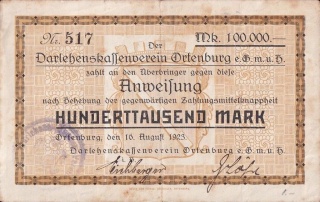 Nr. 517 Mk. 100.000.—
Der
Darlehenskassenverein Ortenburg e.G.m.u.H.
zahlt an den Überbringer gegen diese
Anweisung
nach Behebung der gegenwärtigen Zahlungsmittelknappheit
HUNDERTTAUSEND MARK
Ortenburg, den 16. August 1923.
Darlehenskassenverein Ortenburg e.G.m.u.H.